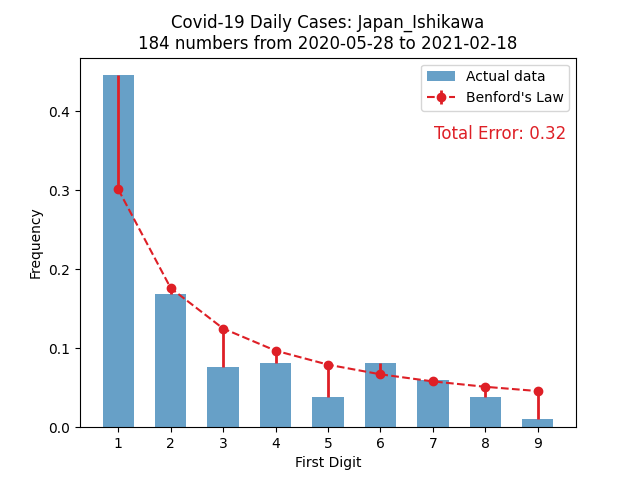 Covid-19 Daily Cases: Japan_Ishikawa
184 numbers from 2020-05-28 to 2021-02-18
Actual data
Benford's Law
Total Error: 0.32
Frequency
0.4
0.3
0.2
0.1
0.0
1 2 3 4 5 6 7 8 9
First Digit